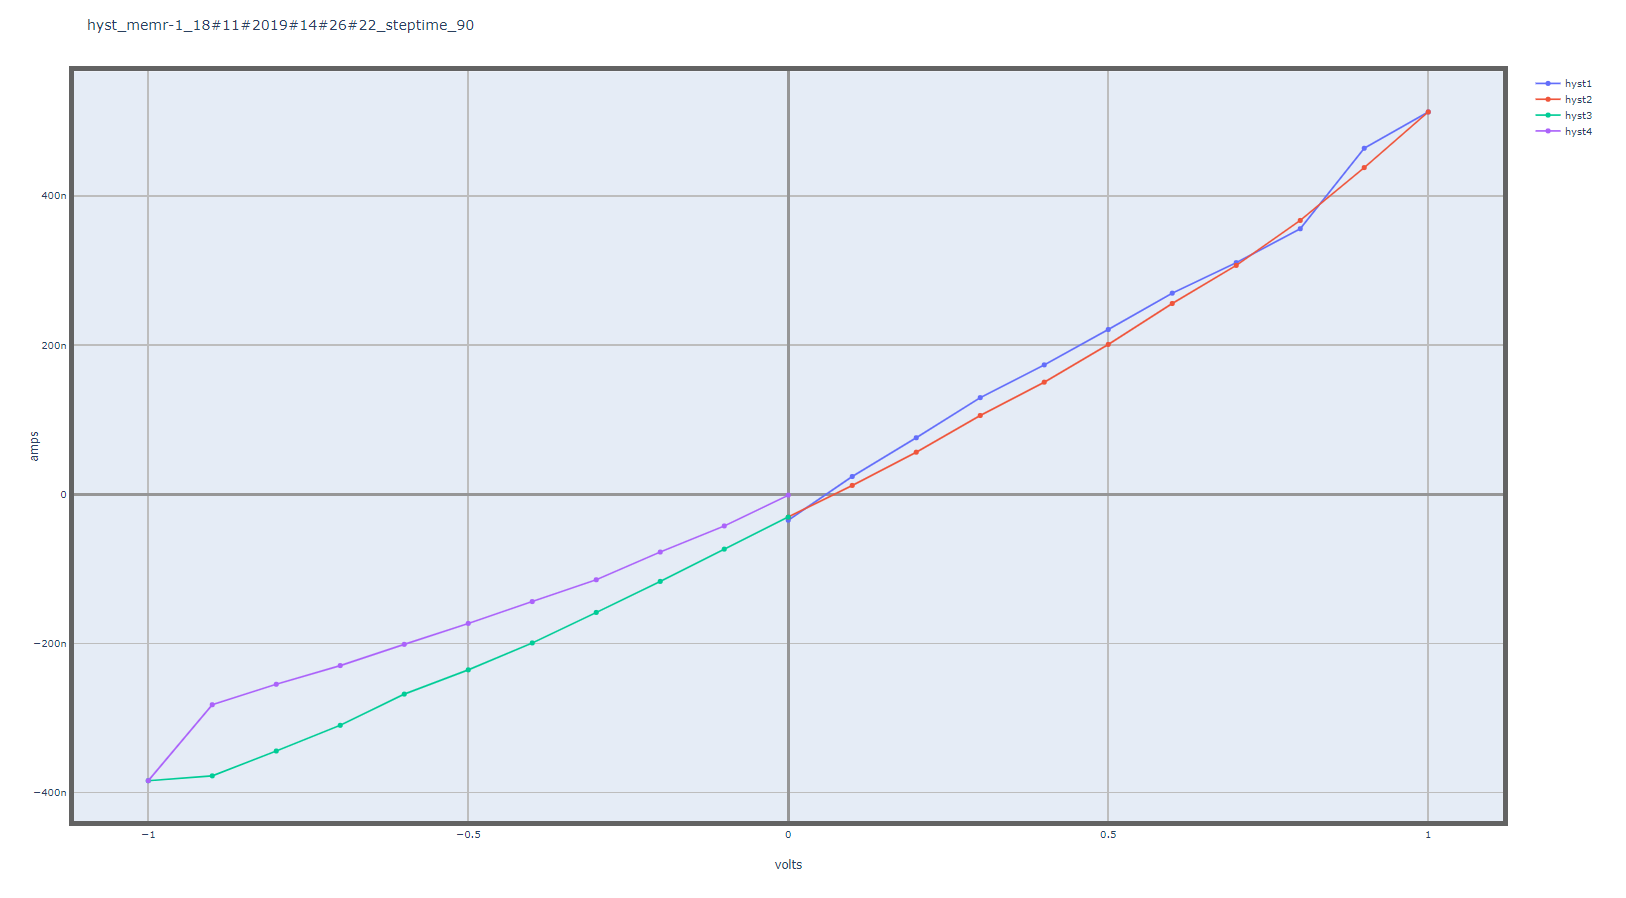 hyst_memr-1_18#11#2019#14#26#22_steptime_90
hyst1
hyst2
hyst3
hyst4
400n
200n
0
−200n
−400n
amps
−1
−0.5
0
0.5
1
volts